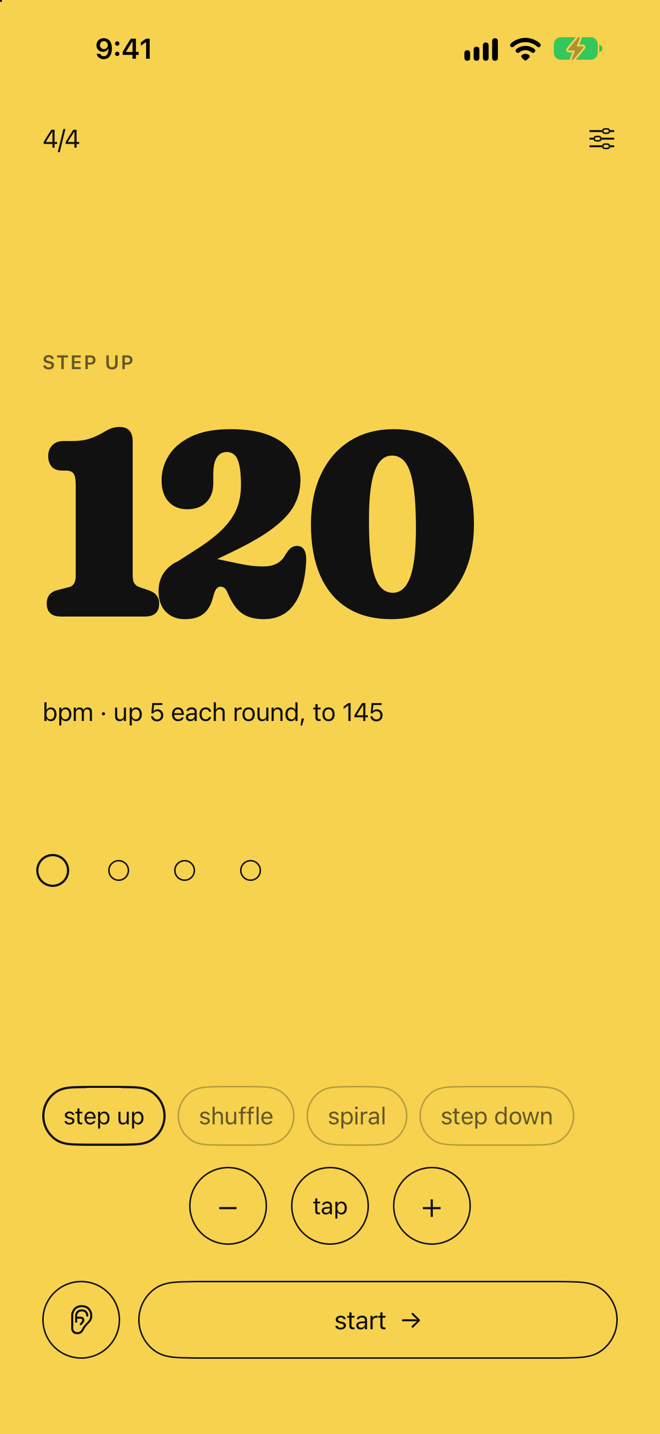 9:41
4/4
STEP UP
120
bpm · up 5 each round, to 145
step up shuffle spiral step down
− tap +
start →